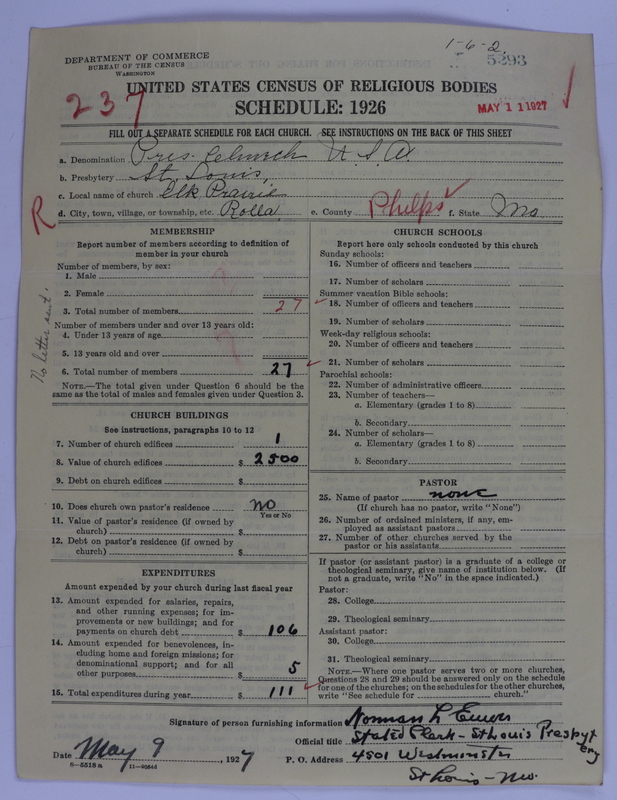 1-6-2
5293
DEPARTMENT OF COMMERCE
BUREAU OF THE CENSUS
WASHINGTON
237
UNITED STATES CENSUS OF RELIGIOUS BODIES
SCHEDULE: 1926
MAY 11 1927
FILL OUT A SEPARATE SCHEDULE FOR EACH CHURCH. SEE INSTRUCTIONS ON THE BACK OF THIS SHEET
a. Denomination Pres. Church U.S.A.
b. Presbytery St. Louis,
c. Local name of church Elk Prairie
R
d. City, town, village, or township, etc. Rolla, e. County Phelps f. State Mo.
No letter sent.
MEMBERSHIP
Report number of members according to definition of
member in your church
Number of members, by sex:
1. Male
2. Female
3. Total number of members 27
Number of members under and over 13 years old:
4. Under 13 years of age
5. 13 years old and over
6. Total number of members 27
NOTE.—The total given under Question 6 should be the
same as the total of males and females given under Question 3.
CHURCH BUILDINGS
See instructions, paragraphs 10 to 12
7. Number of church edifices 1
8. Value of church edifices $ 2500
9. Debt on church edifices $
10. Does church own pastor's residence No
Yes or No
11. Value of pastor's residence (if owned by
church) $
12. Debt on pastor's residence (if owned by
church) $
EXPENDITURES
Amount expended by your church during last fiscal year
13. Amount expended for salaries, repairs,
and other running expenses; for im-
provements or new buildings; and for
payments on church debt $ 106
14. Amount expended for benevolences, in-
cluding home and foreign missions; for
denominational support; and for all
other purposes $ 5
15. Total expenditures during year $ 111
CHURCH SCHOOLS
Report here only schools conducted by this church
Sunday schools:
16. Number of officers and teachers
17. Number of scholars
Summer vacation Bible schools:
18. Number of officers and teachers
19. Number of scholars
Week-day religious schools:
20. Number of officers and teachers
21. Number of scholars
Parochial schools:
22. Number of administrative officers
23. Number of teachers—
a. Elementary (grades 1 to 8)
b. Secondary
24. Number of scholars—
a. Elementary (grades 1 to 8)
b. Secondary
PASTOR
25. Name of pastor none
(If church has no pastor, write "None")
26. Number of ordained ministers, if any, em-
ployed as assistant pastors
27. Number of other churches served by the
pastor or his assistants
If pastor (or assistant pastor) is a graduate of a college or
theological seminary, give name of institution below. (If
not a graduate, write "No" in the space indicated.)
Pastor:
28. College
29. Theological seminary
Assistant pastor:
30. College
31. Theological seminary
NOTE.—Where one pastor serves two or more churches,
Questions 28 and 29 should be answered only on the schedule
for one of the churches; on the schedules for the other churches,
write "See schedule for church."
Signature of person furnishing information Norman L
Official title Stated Clerk - St Louis Presbytery
Date May 9, 1927 P. O. Address 4501 Westminster
8-5518a
St Louis - Mo.